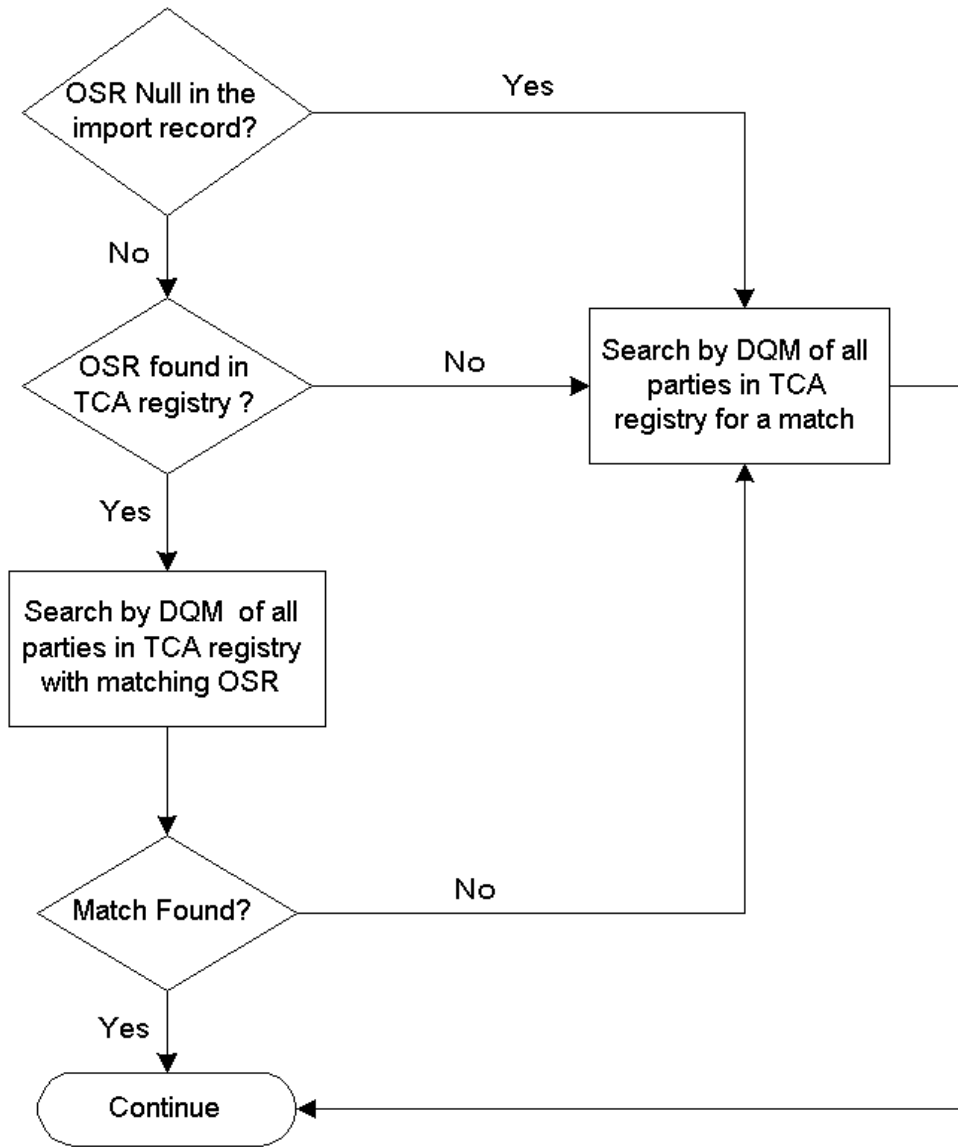 OSR Null in the
import record?
Yes
No
OSR found in
TCA registry ?
No
Search by DQM of all
parties in TCA
registry for a match
Yes
Search by DQM of all
parties in TCA registry
with matching OSR
Match Found?
No
Yes
Continue